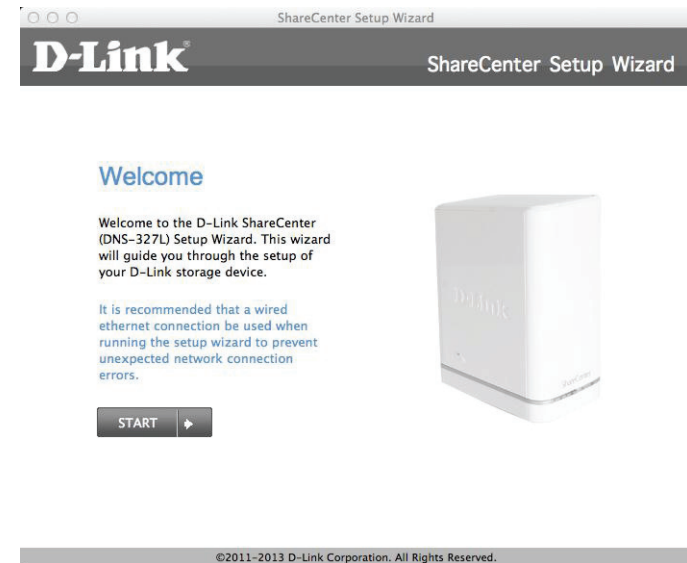 ShareCenter Setup Wizard
D-Link
ShareCenter Setup Wizard
Welcome
Welcome to the D-Link ShareCenter
(DNS-327L) Setup Wizard. This wizard
will guide you through the setup of
your D-Link storage device.
It is recommended that a wired
ethernet connection be used when
running the setup wizard to prevent
unexpected network connection
errors.
START
D-Link
ShareCenter
©2011-2013 D-Link Corporation. All Rights Reserved.